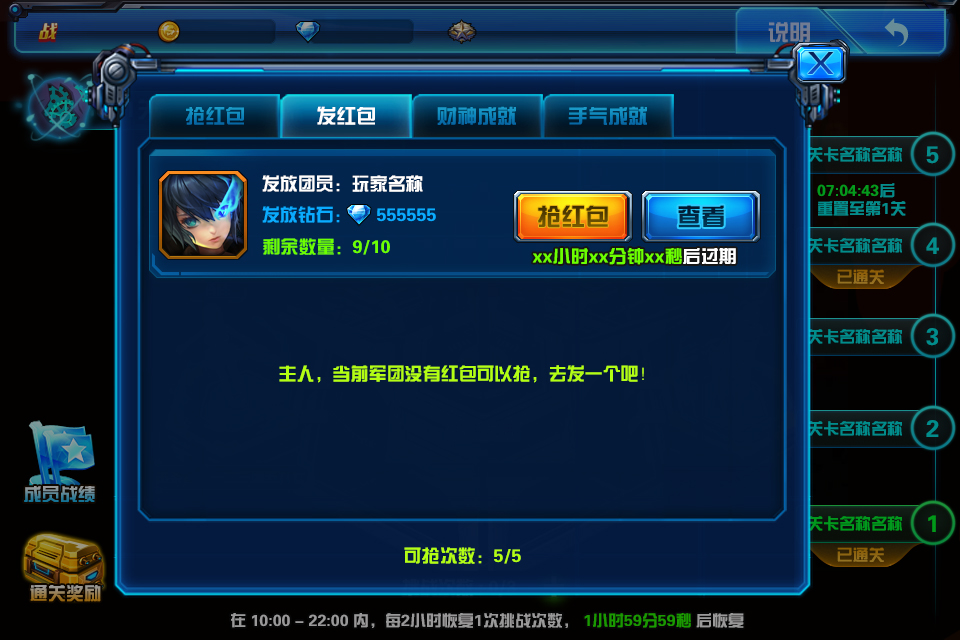 战
说明
抢红包 发红包 财神成就 手气成就
发放团员：玩家名称
发放钻石： 555555
剩余数量：9/10
抢红包 查看
xx小时xx分钟xx秒后过期
主人，当前军团没有红包可以抢，去发一个吧！
可抢次数：5/5
关卡名称名称 5
07:04:43后
重置至第1关
关卡名称名称 4
已通关
关卡名称名称 3
关卡名称名称 2
关卡名称名称 1
已通关
成员战绩
通关奖励
在 10:00 – 22:00 内，每2小时恢复1次挑战次数， 1小时59分59秒 后恢复